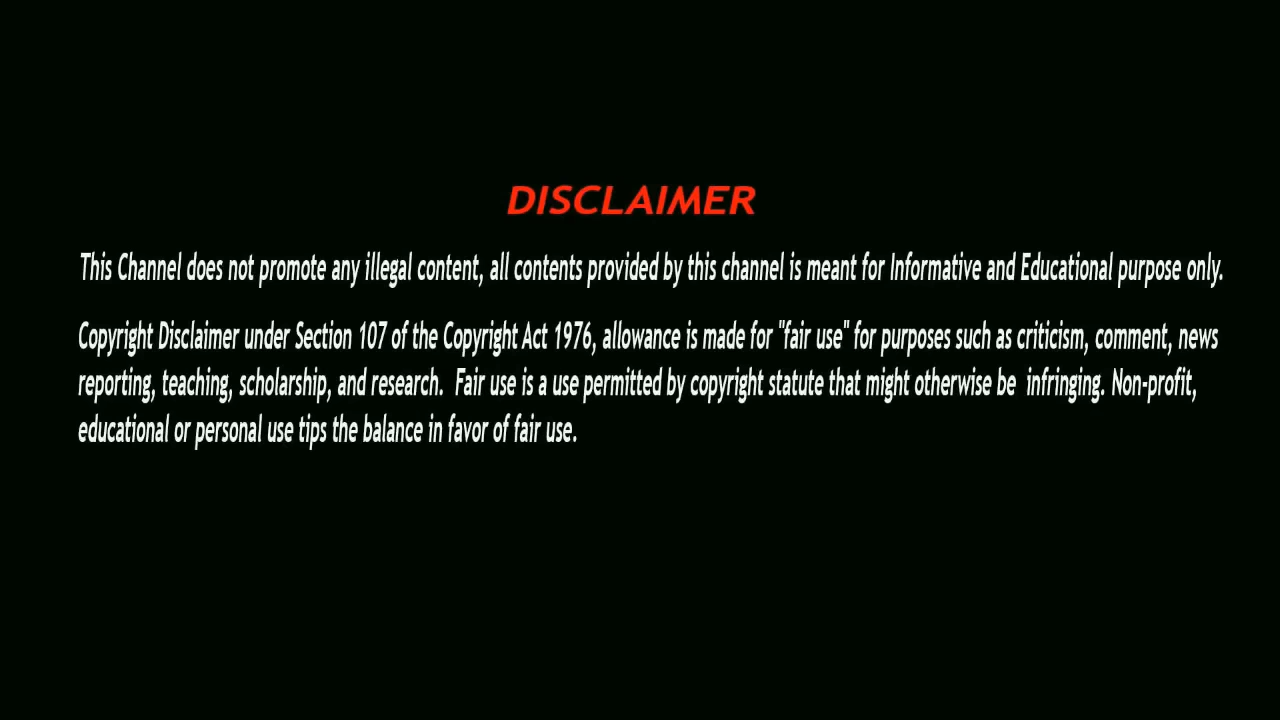 DISCLAIMER
This Channel does not promote any illegal content, all contents provided by this channel is meant for Informative and Educational purpose only.
Copyright Disclaimer under Section 107 of the Copyright Act 1976, allowance is made for "fair use" for purposes such as criticism, comment, news
reporting, teaching, scholarship, and research.  Fair use is a use permitted by copyright statute that might otherwise be  infringing. Non-profit,
educational or personal use tips the balance in favor of fair use.